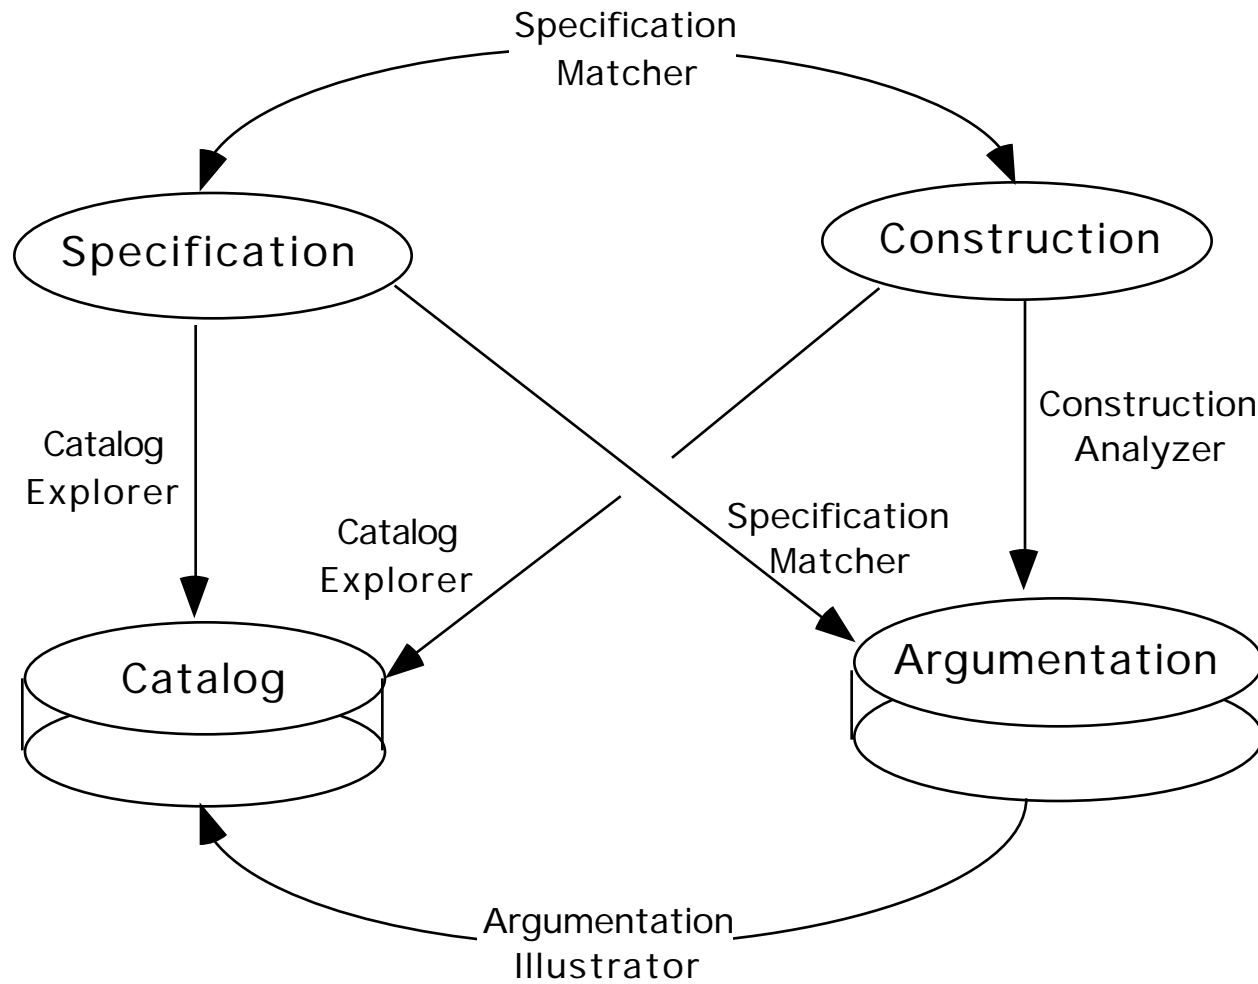 Specification
Matcher
Specification
Construction
Catalog
Explorer
Catalog
Explorer
Specification
Matcher
Construction
Analyzer
Catalog
Argumentation
Argumentation
Illustrator